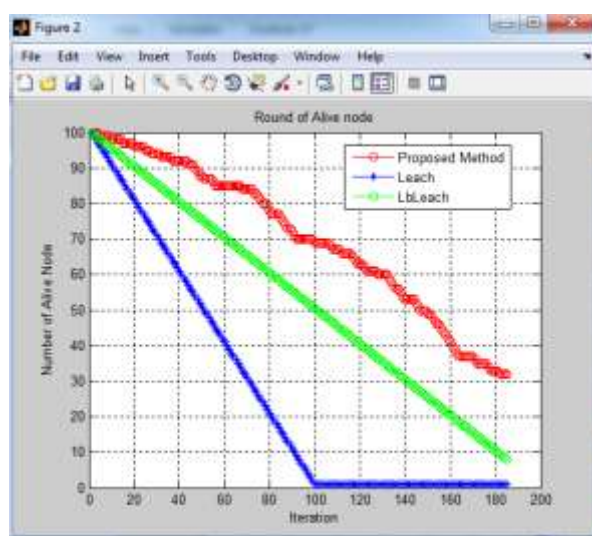 Figure 2
File Edit View Insert Tools Desktop Window Help
Round of Alive node
100
90
80
70
60
50
40
30
20
10
0
Number of Alive Node
Proposed Method
Leach
LbLeach
0 20 40 60 80 100 120 140 160 180 200
Iteration